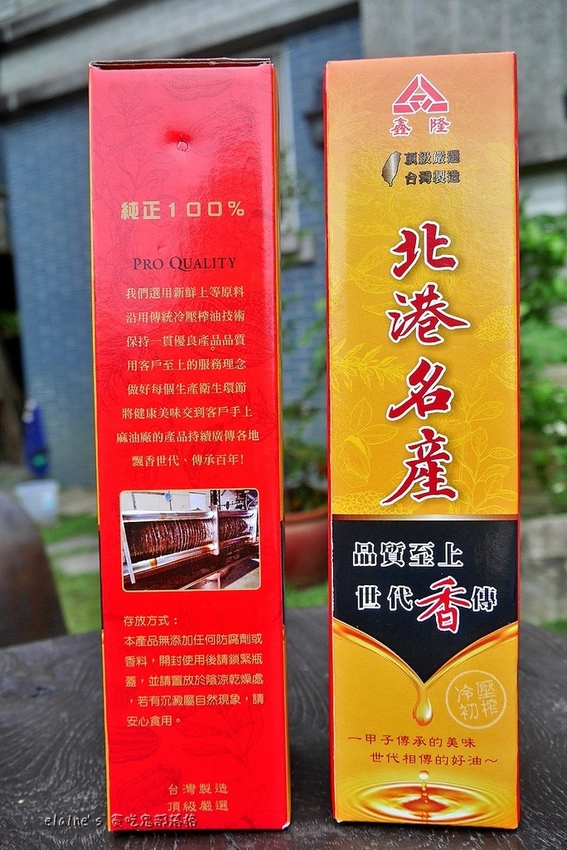 純正100%
PRO QUALITY
我們選用新鮮上等原料
沿用傳統冷壓榨油技術
保持一貫優良產品品質
用客戶至上的服務理念
做好每個生產衛生環節
將健康美味交到客戶手上
麻油廠的產品持續廣傳各地
飄香世代、傳承百年!
存放方式：
本產品無添加任何防腐劑或
香料，開封使用後請鎖緊瓶
蓋，並請置放於陰涼乾燥處
，若有沉澱屬自然現象，請
安心食用。
台灣製造
頂級嚴選
鑫隆
頂級嚴選
台灣製造
北港名產
品質至上
世代香傳
冷壓
初榨
一甲子傳承的美味
世代相傳的好油～
elaine's 貪吃鬼部落格